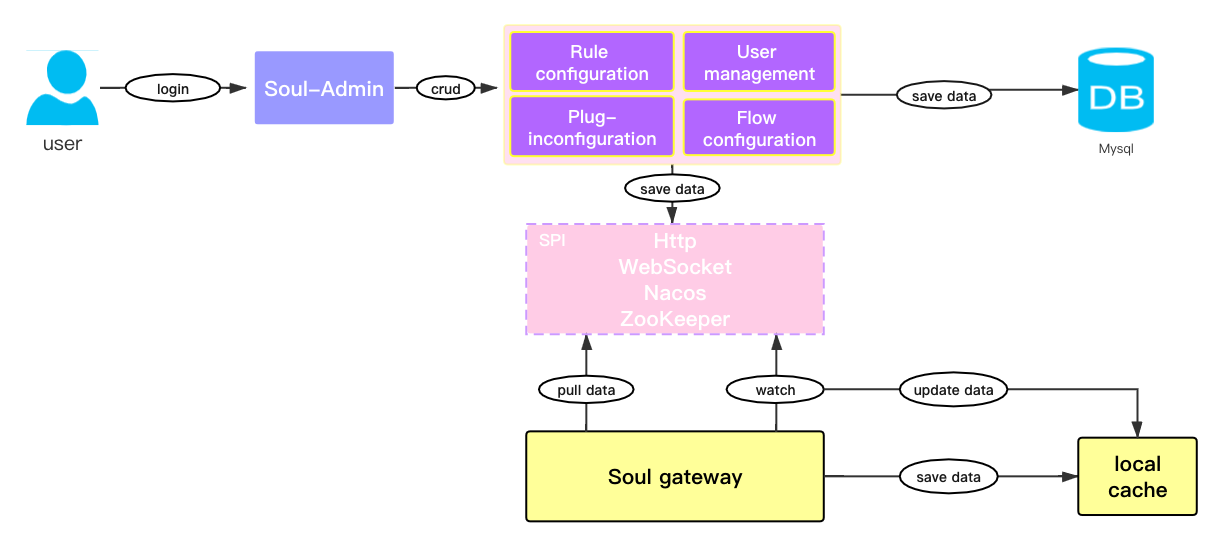 user
login
Soul-Admin
crud
Rule
configuration
User
management
Plug-
inconfiguration
Flow
configuration
save data
DB
Mysql
save data
SPI
Http
WebSocket
Nacos
ZooKeeper
pull data
watch
update data
Soul gateway
save data
local
cache